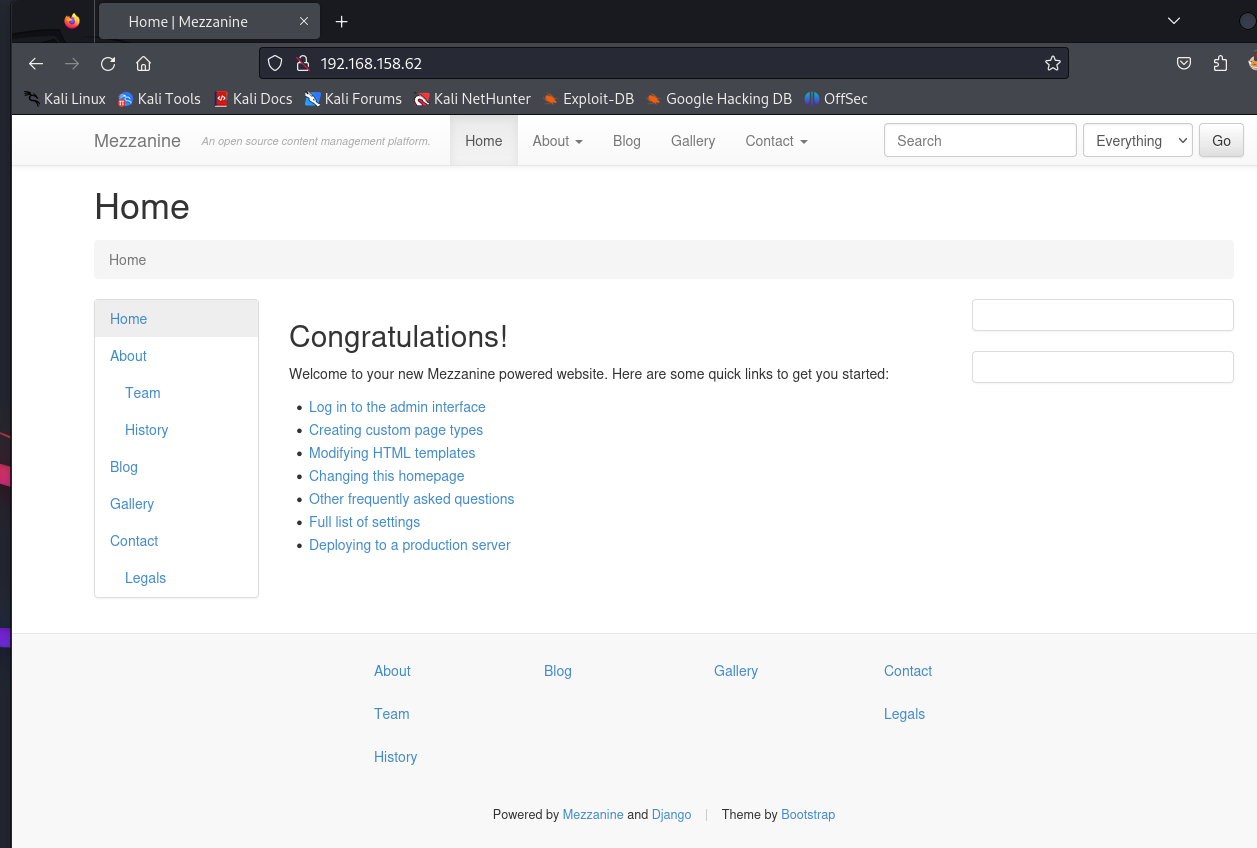 Home | Mezzanine
192.168.158.62
Kali Linux Kali Tools Kali Docs Kali Forums Kali NetHunter Exploit-DB Google Hacking DB OffSec
Mezzanine An open source content management platform. Home About Blog Gallery Contact Search Everything Go
Home
Home
Home
About
Team
History
Blog
Gallery
Contact
Legals
Congratulations!
Welcome to your new Mezzanine powered website. Here are some quick links to get you started:
Log in to the admin interface
Creating custom page types
Modifying HTML templates
Changing this homepage
Other frequently asked questions
Full list of settings
Deploying to a production server
About Blog Gallery Contact
Team Legals
History
Powered by Mezzanine and Django | Theme by Bootstrap